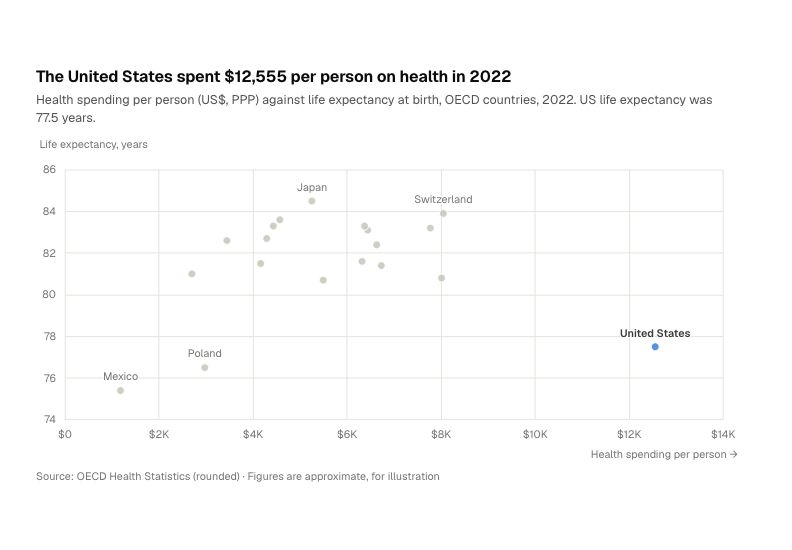 The United States spent $12,555 per person on health in 2022
Health spending per person (US$, PPP) against life expectancy at birth, OECD countries, 2022. US life expectancy was
77.5 years.
Life expectancy, years
86
84
82
80
78
76
74
Japan
Switzerland
United States
Poland
Mexico
$0 $2K $4K $6K $8K $10K $12K $14K
Health spending per person →
Source: OECD Health Statistics (rounded) · Figures are approximate, for illustration